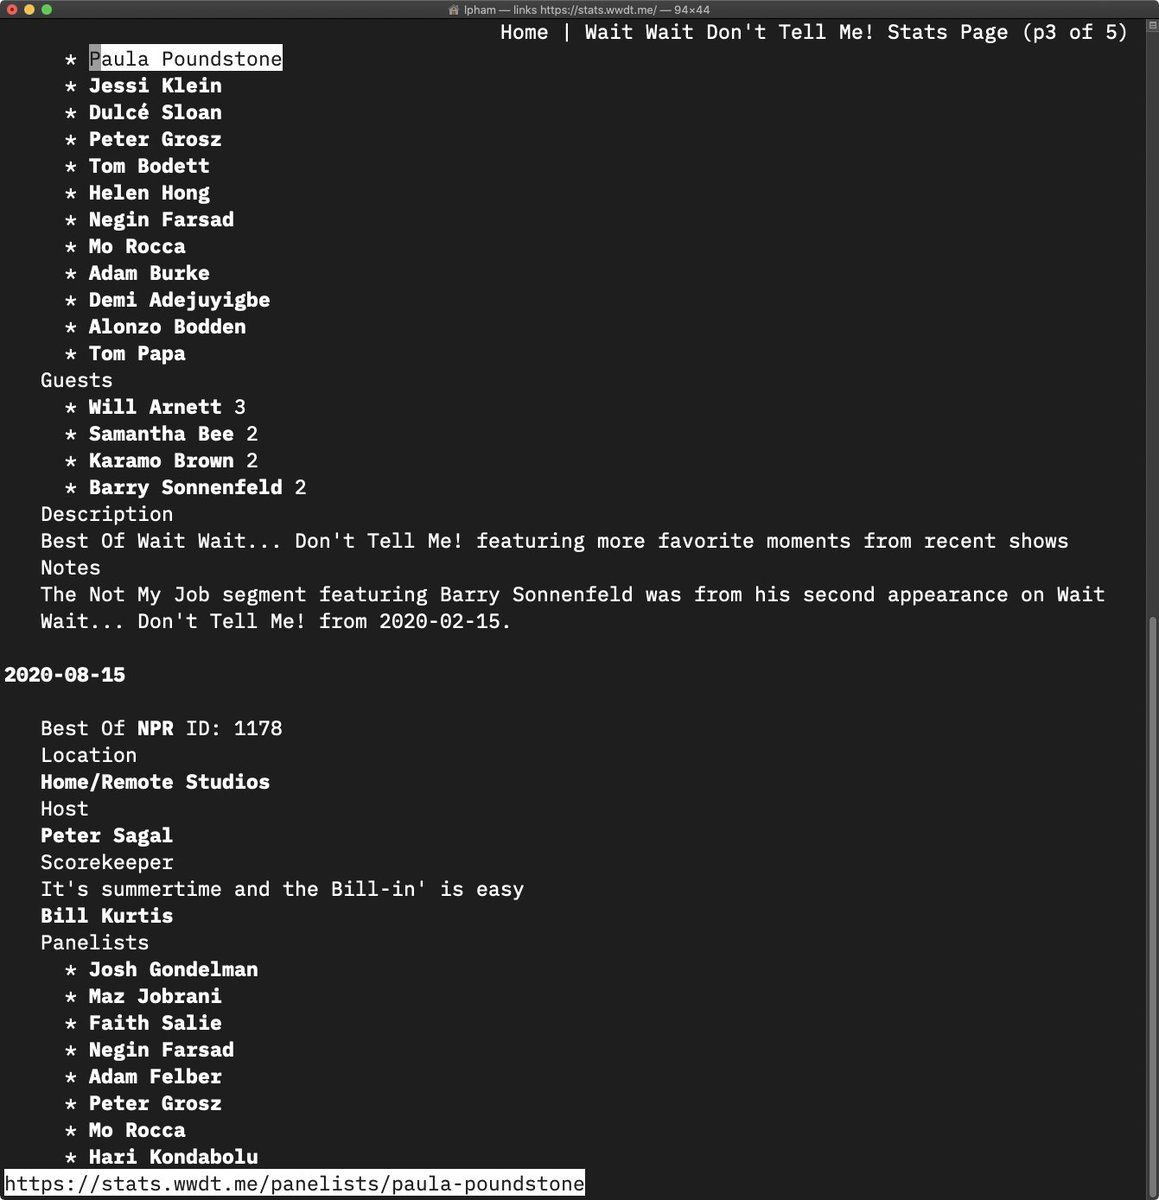 lpham — links https://stats.wwdt.me/ — 94×44
Home | Wait Wait Don't Tell Me! Stats Page (p3 of 5)
* Paula Poundstone
* Jessi Klein
* Dulcé Sloan
* Peter Grosz
* Tom Bodett
* Helen Hong
* Negin Farsad
* Mo Rocca
* Adam Burke
* Demi Adejuyigbe
* Alonzo Bodden
* Tom Papa
Guests
* Will Arnett 3
* Samantha Bee 2
* Karamo Brown 2
* Barry Sonnenfeld 2
Description
Best Of Wait Wait... Don't Tell Me! featuring more favorite moments from recent shows
Notes
The Not My Job segment featuring Barry Sonnenfeld was from his second appearance on Wait
Wait... Don't Tell Me! from 2020-02-15.
2020-08-15
Best Of NPR ID: 1178
Location
Home/Remote Studios
Host
Peter Sagal
Scorekeeper
It's summertime and the Bill-in' is easy
Bill Kurtis
Panelists
* Josh Gondelman
* Maz Jobrani
* Faith Salie
* Negin Farsad
* Adam Felber
* Peter Grosz
* Mo Rocca
* Hari Kondabolu
https://stats.wwdt.me/panelists/paula-poundstone